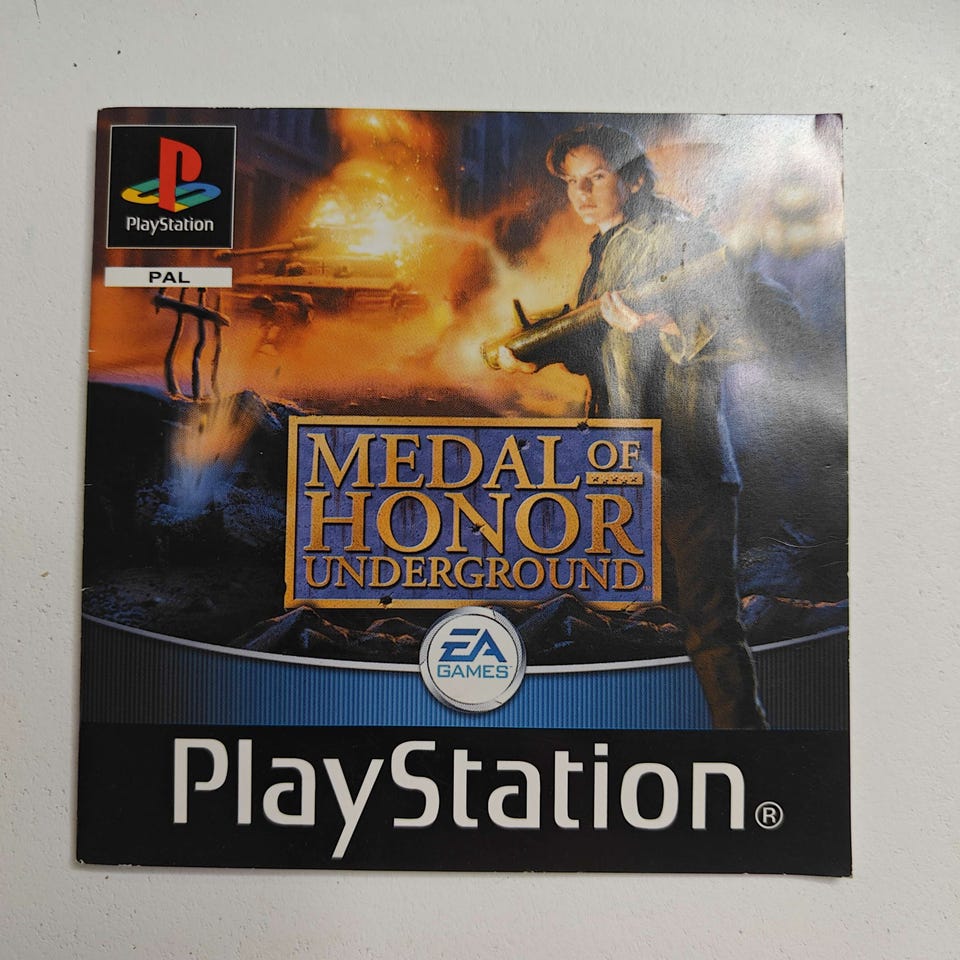 PlayStation
PAL
MEDAL OF
HONOR
UNDERGROUND
EA
GAMES
PlayStation®